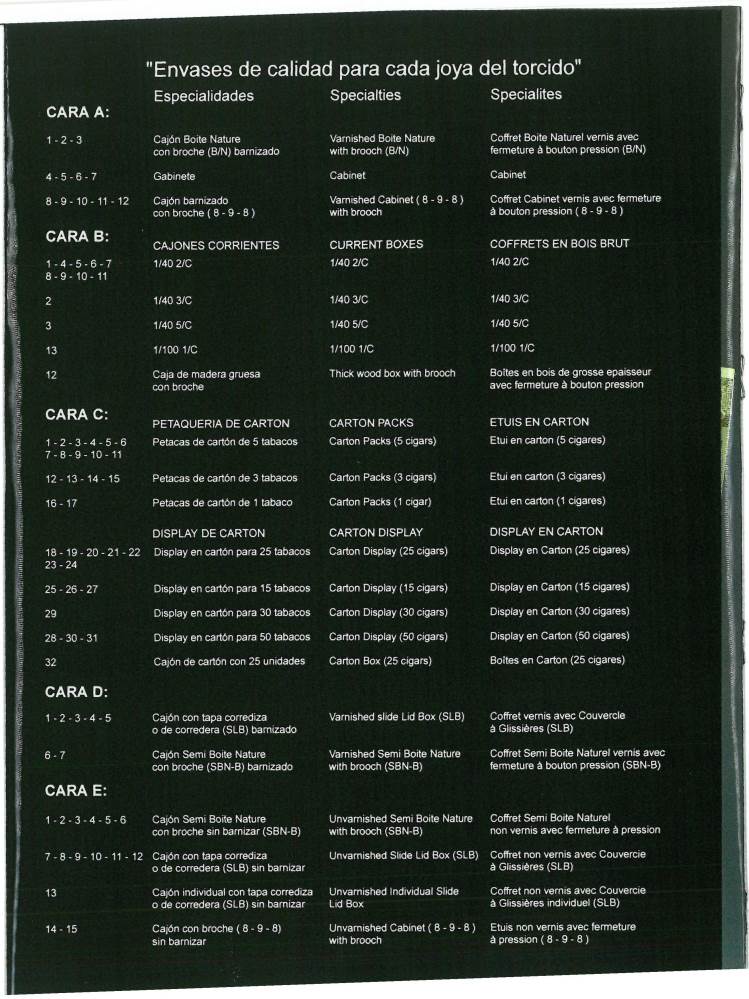 "Envases de calidad para cada joya del torcido"
Especialidades Specialties Specialites
CARA A:
1 - 2 - 3 Cajón Boite Nature Varnished Boite Nature Coffret Boite Naturel vernis avec
con broche (B/N) barnizado with brooch (B/N) fermeture à bouton pression (B/N)
4 - 5 - 6 - 7 Gabinete Cabinet Cabinet
8 - 9 - 10 - 11 - 12 Cajón barnizado Varnished Cabinet ( 8 - 9 - 8 ) Coffret Cabinet vernis avec fermeture
con broche ( 8 - 9 - 8 ) with brooch à bouton pression ( 8 - 9 - 8 )
CARA B:
CAJONES CORRIENTES CURRENT BOXES COFFRETS EN BOIS BRUT
1 - 4 - 5 - 6 - 7 1/40 2/C 1/40 2/C 1/40 2/C
8 - 9 - 10 - 11
2 1/40 3/C 1/40 3/C 1/40 3/C
3 1/40 5/C 1/40 5/C 1/40 5/C
13 1/100 1/C 1/100 1/C 1/100 1/C
12 Caja de madera gruesa Thick wood box with brooch Boîtes en bois de grosse epaisseur
con broche avec fermeture à bouton pression
CARA C:
PETAQUERIA DE CARTON CARTON PACKS ETUIS EN CARTON
1 - 2 - 3 - 4 - 5 - 6 Petacas de cartón de 5 tabacos Carton Packs (5 cigars) Etui en carton (5 cigares)
7 - 8 - 9 - 10 - 11
12 - 13 - 14 - 15 Petacas de cartón de 3 tabacos Carton Packs (3 cigars) Etui en carton (3 cigares)
16 - 17 Petacas de cartón de 1 tabaco Carton Packs (1 cigar) Etui en carton (1 cigares)
DISPLAY DE CARTON CARTON DISPLAY DISPLAY EN CARTON
18 - 19 - 20 - 21 - 22 Display en cartón para 25 tabacos Carton Display (25 cigars) Display en Carton (25 cigares)
23 - 24
25 - 26 - 27 Display en cartón para 15 tabacos Carton Display (15 cigars) Display en Carton (15 cigares)
29 Display en cartón para 30 tabacos Carton Display (30 cigars) Display en Carton (30 cigares)
28 - 30 - 31 Display en cartón para 50 tabacos Carton Display (50 cigars) Display en Carton (50 cigares)
32 Cajón de cartón con 25 unidades Carton Box (25 cigars) Boîtes en Carton (25 cigares)
CARA D:
1 - 2 - 3 - 4 - 5 Cajón con tapa corrediza Varnished slide Lid Box (SLB) Coffret vernis avec Couvercle
o de corredera (SLB) barnizado à Glissières (SLB)
6 - 7 Cajón Semi Boite Nature Varnished Semi Boite Nature Coffret Semi Boite Naturel vernis avec
con broche (SBN-B) barnizado with brooch (SBN-B) fermeture à bouton pression (SBN-B)
CARA E:
1 - 2 - 3 - 4 - 5 - 6 Cajón Semi Boite Nature Unvarnished Semi Boite Nature Coffret Semi Boite Naturel
con broche sin barnizar (SBN-B) with brooch (SBN-B) non vernis avec fermeture à pression
7 - 8 - 9 - 10 - 11 - 12 Cajón con tapa corrediza Unvarnished Slide Lid Box (SLB) Coffret non vernis avec Couvercie
o de corredera (SLB) sin barnizar à Glissières (SLB)
13 Cajón individual con tapa corrediza Unvarnished Individual Slide Coffret non vernis avec Couvercie
o de corredera (SLB) sin barnizar Lid Box à Glissières individuel (SLB)
14 - 15 Cajón con broche ( 8 - 9 - 8) Unvarnished Cabinet ( 8 - 9 - 8 ) Etuis non vernis avec fermeture
sin barnizar with brooch à pression ( 8 - 9 - 8 )